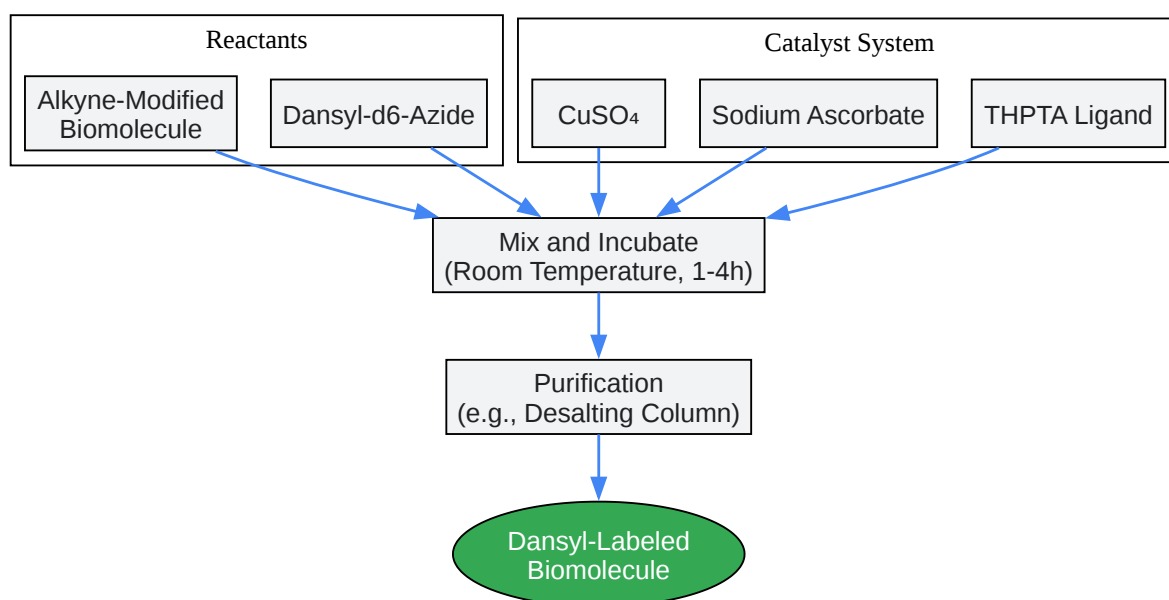 Reactants
Catalyst System
Alkyne-Modified
Biomolecule
Dansyl-d6-Azide
CuSO₄
Sodium Ascorbate
THPTA Ligand
Mix and Incubate
(Room Temperature, 1-4h)
Purification
(e.g., Desalting Column)
Dansyl-Labeled
Biomolecule